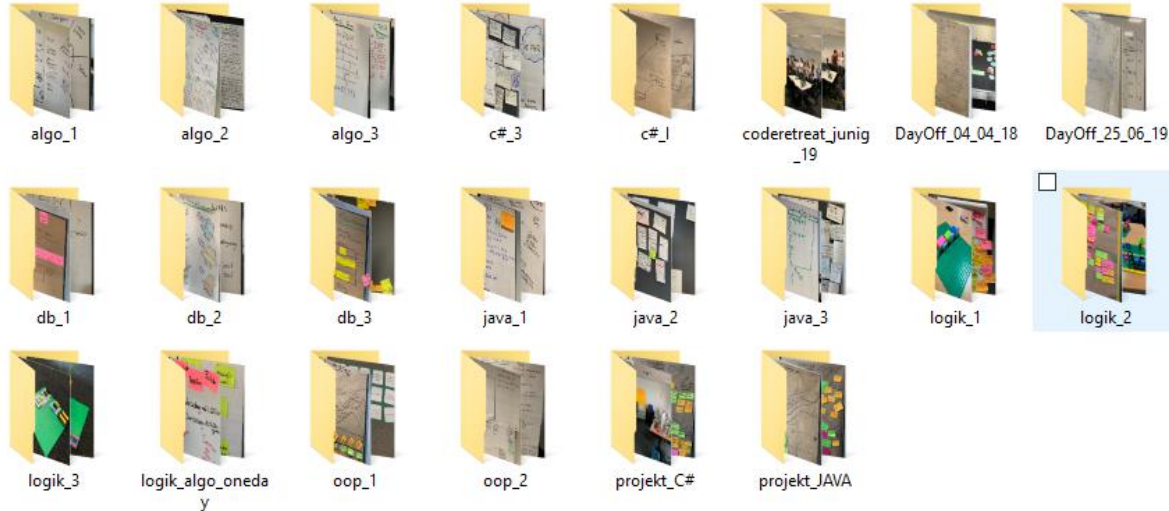 algo_1
algo_2
algo_3
c#_3
c#_I
coderetreat_junig
_19
DayOff_04_04_18
DayOff_25_06_19
db_1
db_2
db_3
java_1
java_2
java_3
logik_1
logik_2
logik_3
logik_algo_oneda
y
oop_1
oop_2
projekt_C#
projekt_JAVA